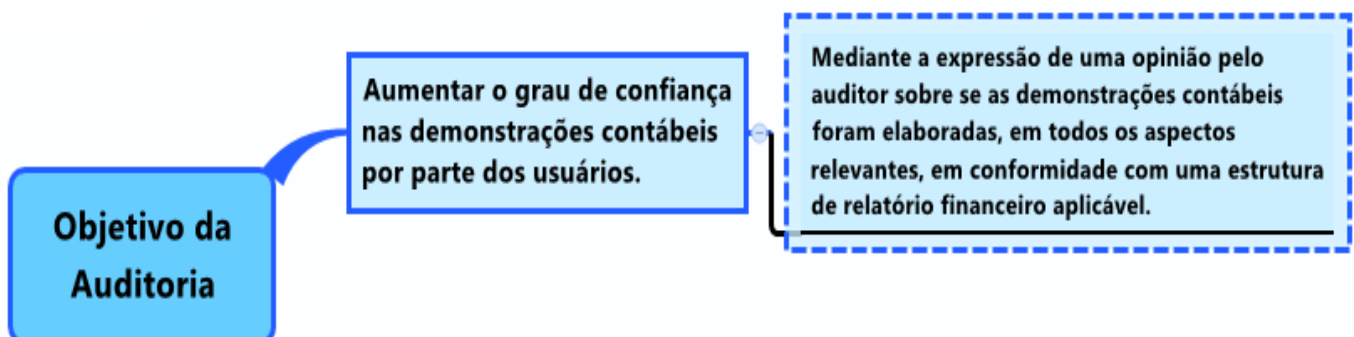 Objetivo da
Auditoria
Aumentar o grau de confiança
nas demonstrações contábeis
por parte dos usuários.
Mediante a expressão de uma opinião pelo
auditor sobre se as demonstrações contábeis
foram elaboradas, em todos os aspectos
relevantes, em conformidade com uma estrutura
de relatório financeiro aplicável.